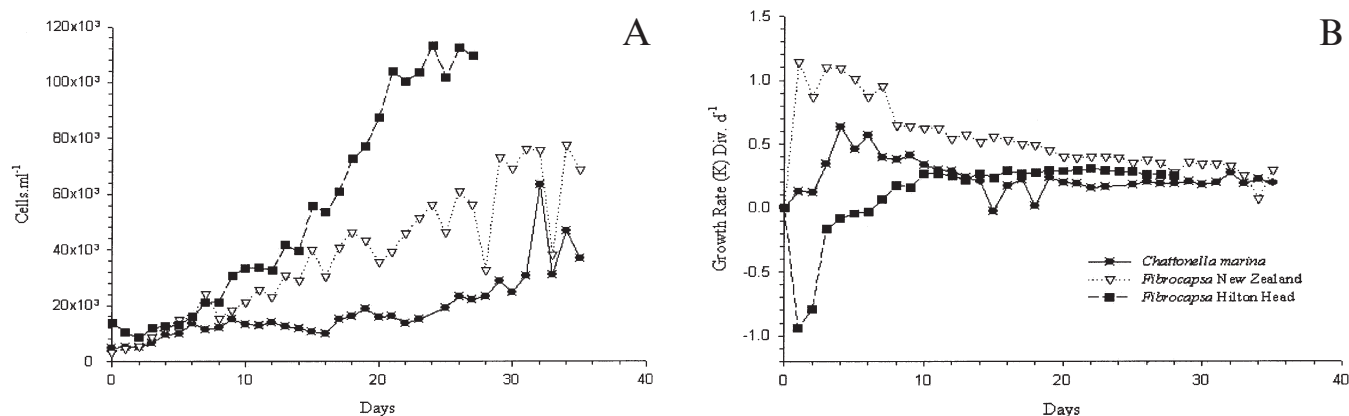 A
120x10³
100x10³
80x10³
60x10³
40x10³
20x10³
0
Cells.ml⁻¹
0 10 20 30 40
Days
B
1.5
1.0
0.5
0.0
-0.5
-1.0
Growth Rate (K) Div. d⁻¹
Chattonella marina
Fibrocapsa New Zealand
Fibrocapsa Hilton Head
0 10 20 30 40
Days